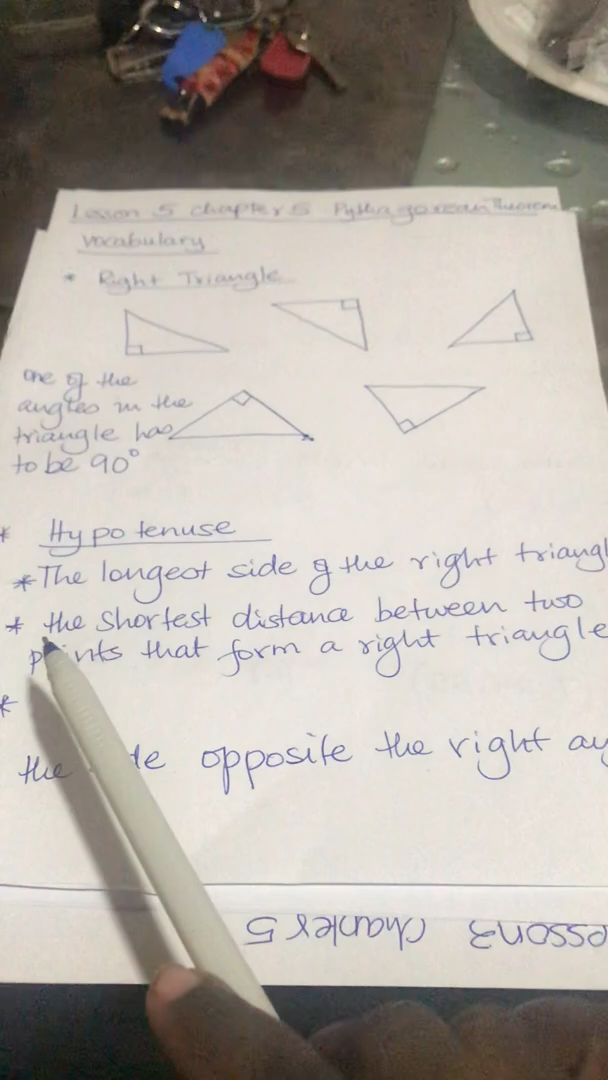 Lesson 5 chapter 5 Pythagorean Theorem
vocabulary
* Right Triangle
one of the
angles in the
triangle has
to be 90°
* Hypotenuse
* The longest side of the right triangl
* the shortest distance between two
points that form a right triangle
*
the opposite the right
esson3 chapter 5